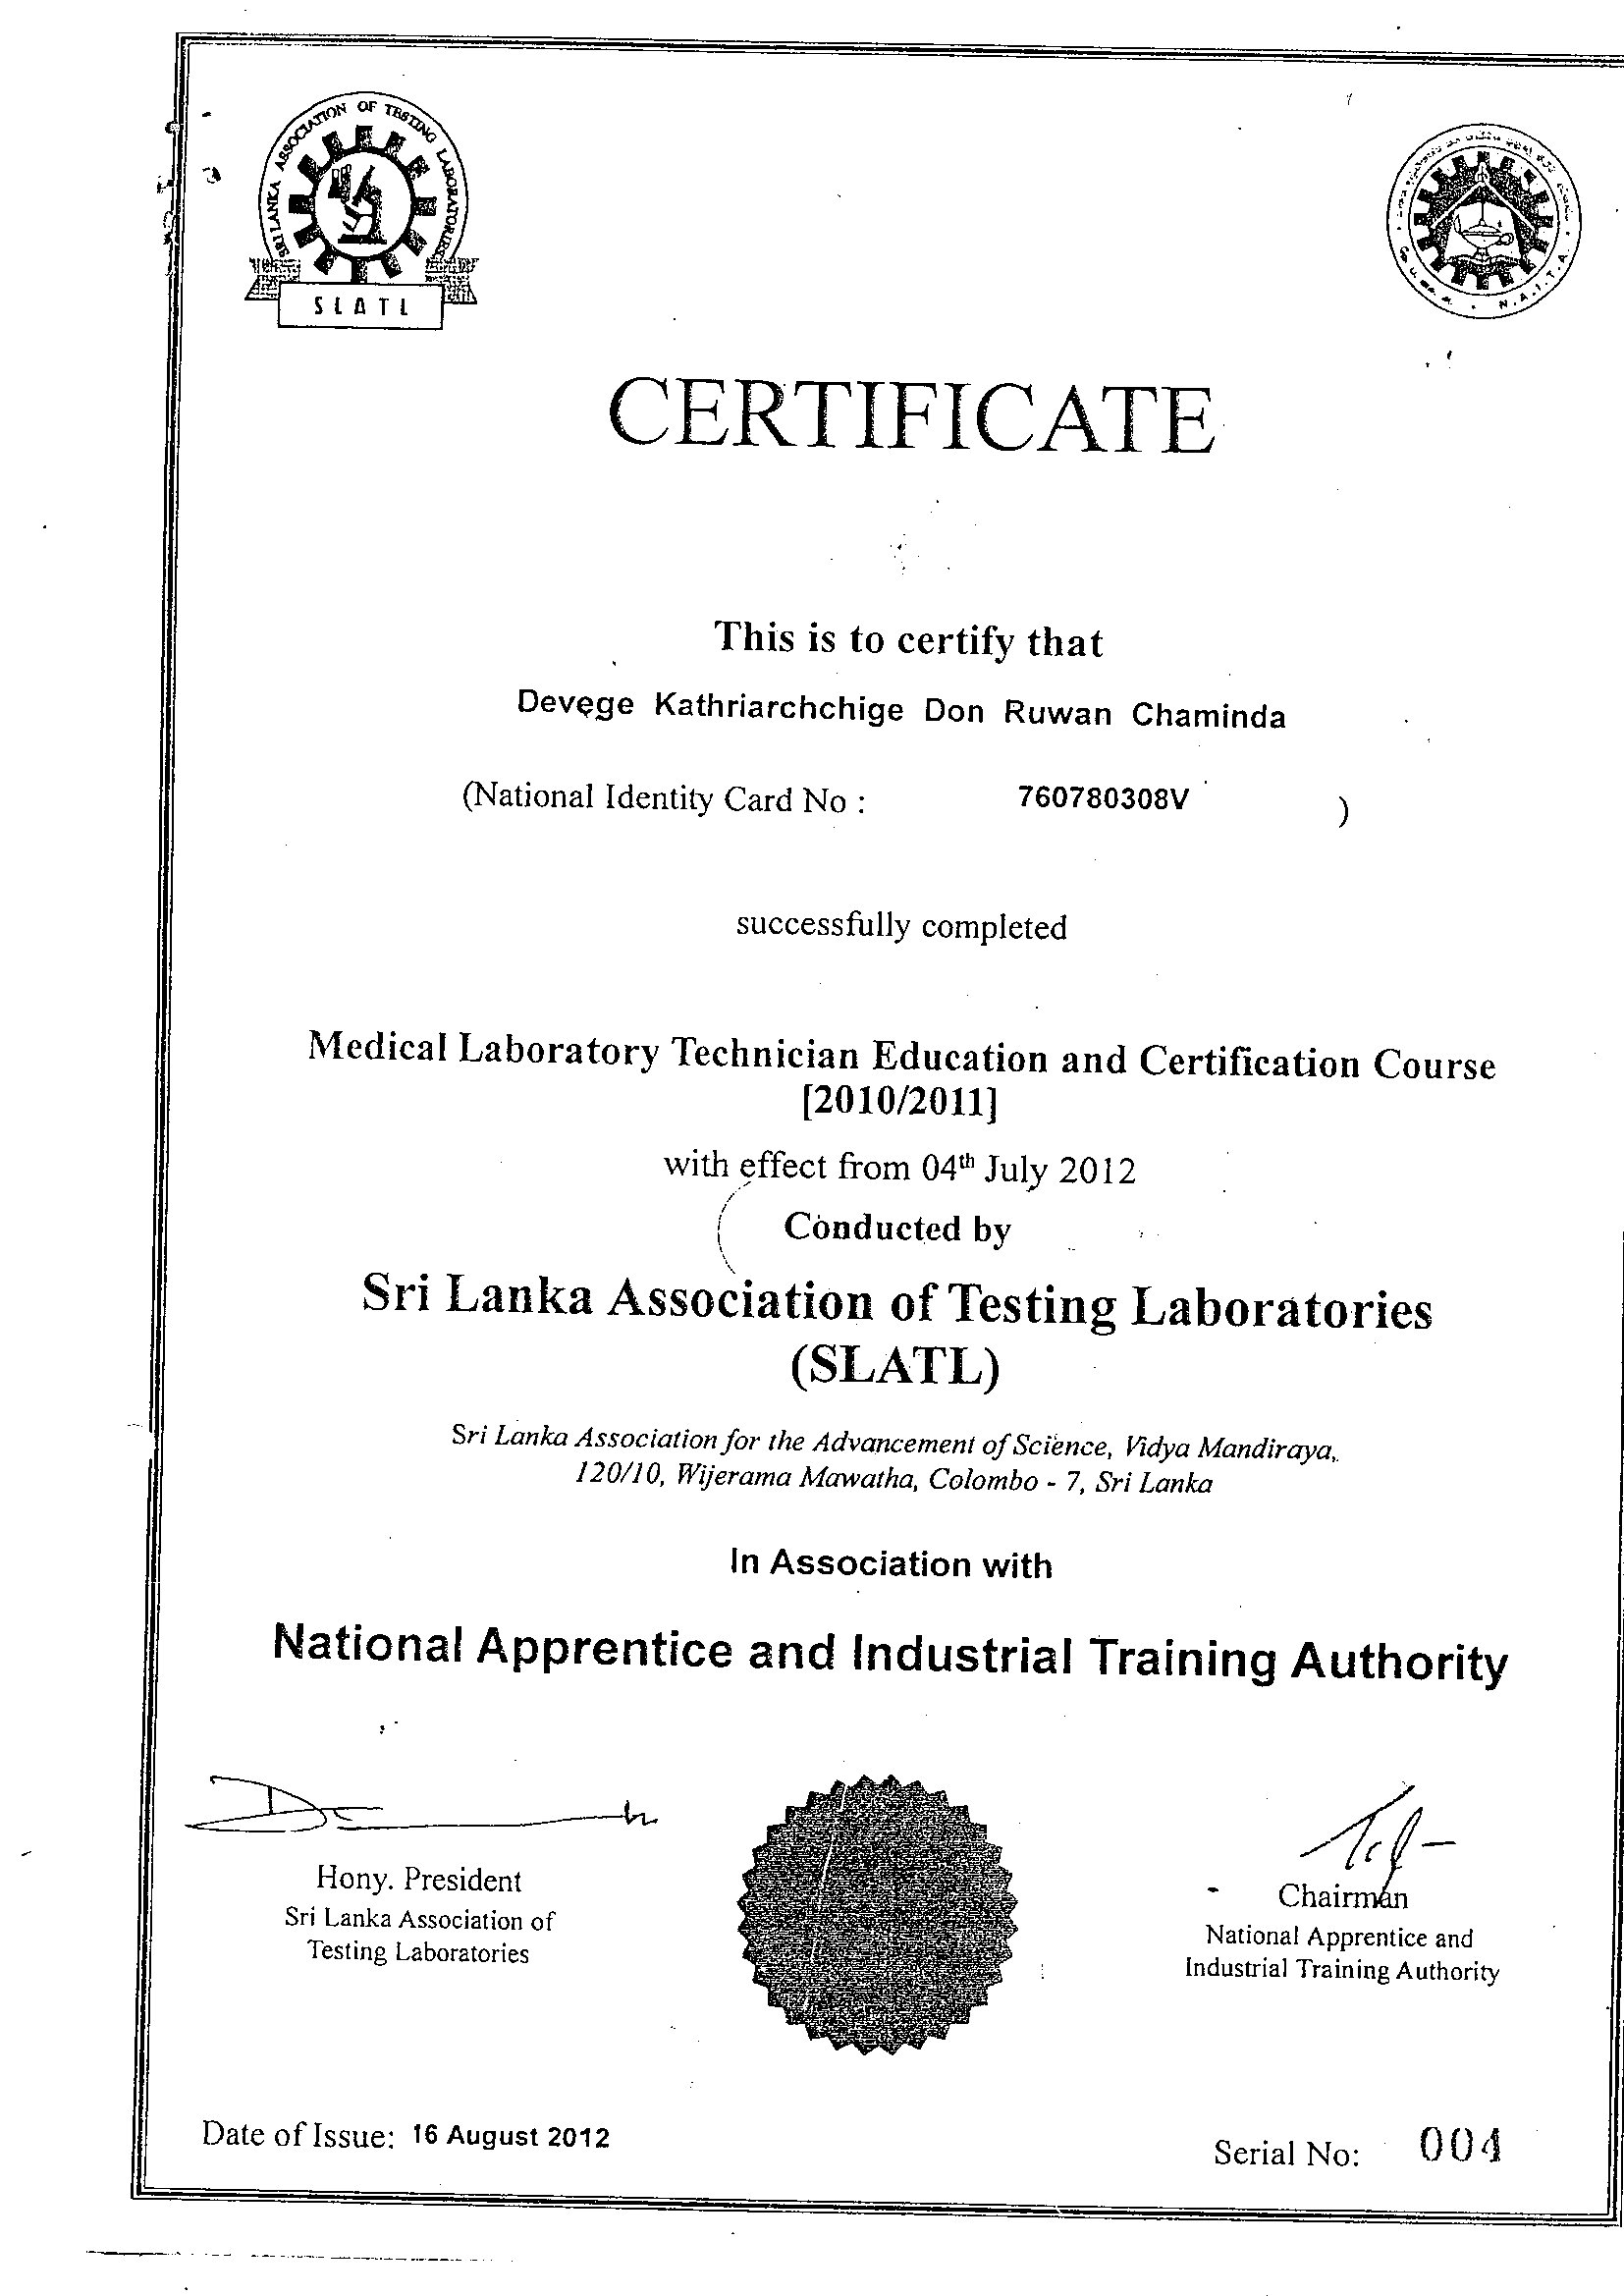 SRI LANKA ASSOCIATION OF TESTING LABORATORIES
SLATL
N.A.I.T.A.
CERTIFICATE
This is to certify that
Devege Kathriarchchige Don Ruwan Chaminda
(National Identity Card No : 760780308V )
successfully completed
Medical Laboratory Technician Education and Certification Course
[2010/2011]
with effect from 04th July 2012
Conducted by
Sri Lanka Association of Testing Laboratories
(SLATL)
Sri Lanka Association for the Advancement of Science, Vidya Mandiraya,
120/10, Wijerama Mawatha, Colombo - 7, Sri Lanka
In Association with
National Apprentice and Industrial Training Authority
Hony. President
Sri Lanka Association of
Testing Laboratories
Chairman
National Apprentice and
Industrial Training Authority
Date of Issue: 16 August 2012
Serial No: 004